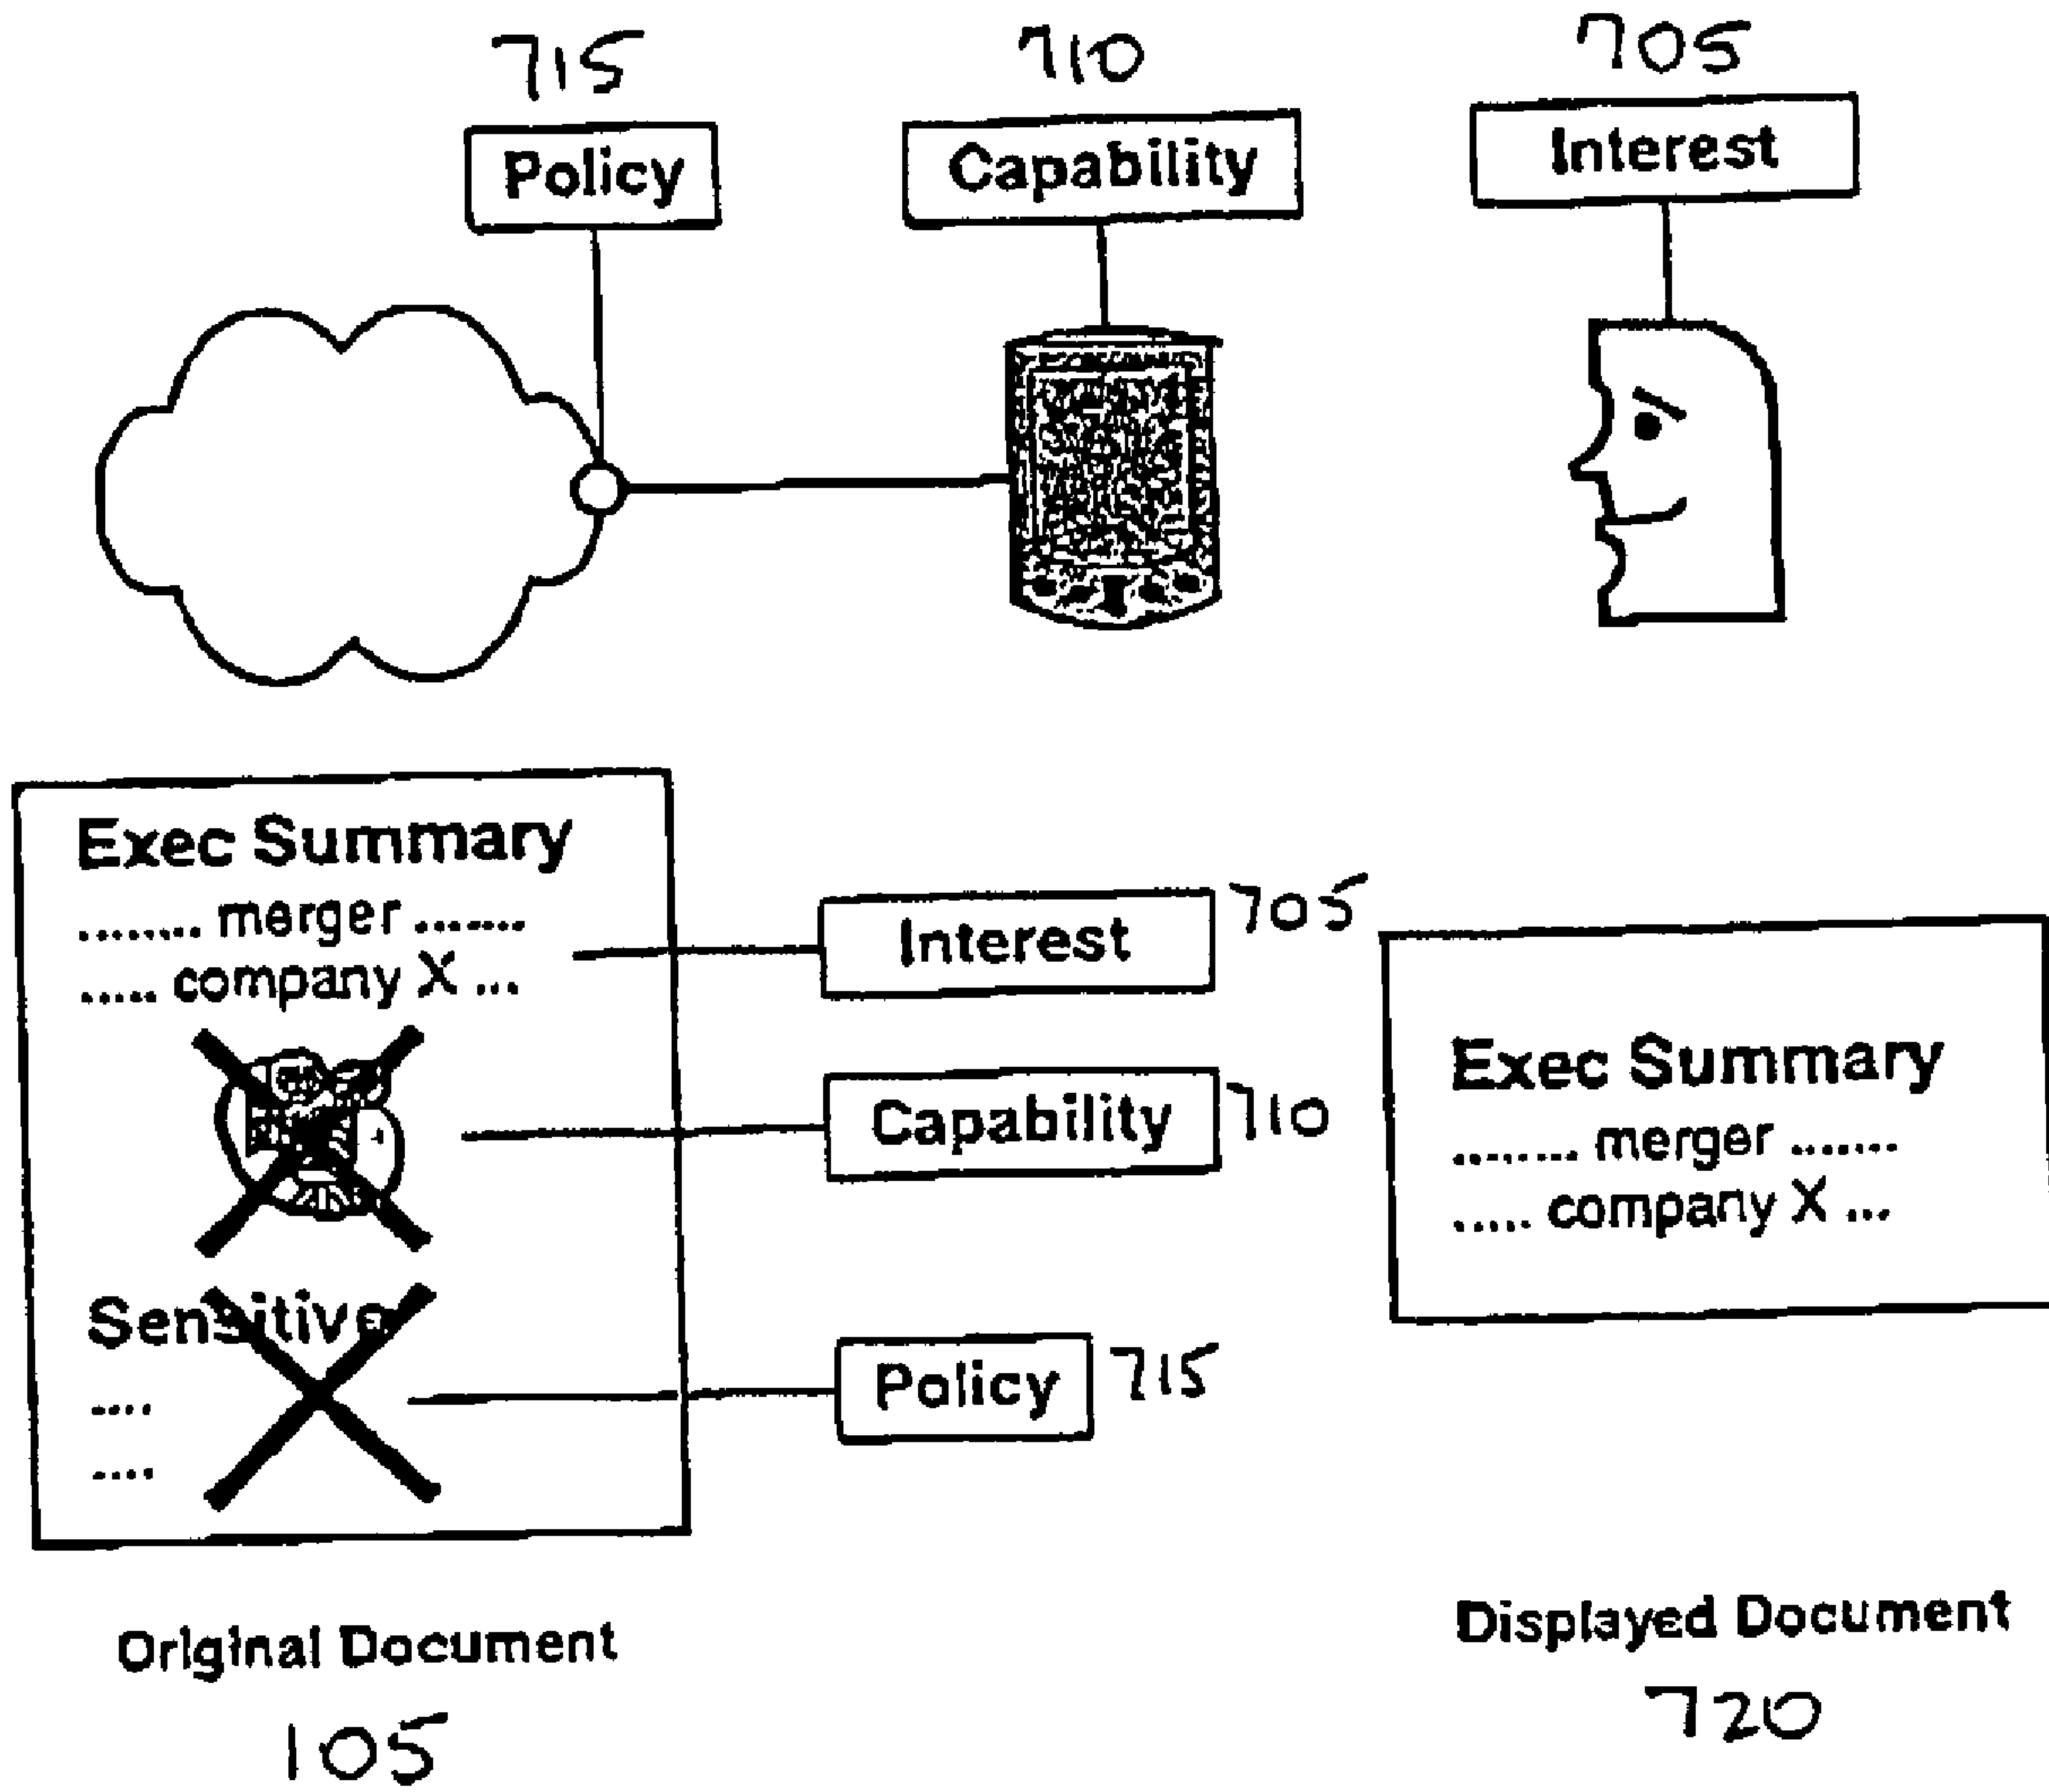 715
710
705
Policy
Capability
Interest
Exec Summary
........ merger .......
..... company X ...
Interest
705
Capability
710
Sensitive
....
....
Policy
715
Exec Summary
........ merger .......
..... company X ...
Original Document
105
Displayed Document
720